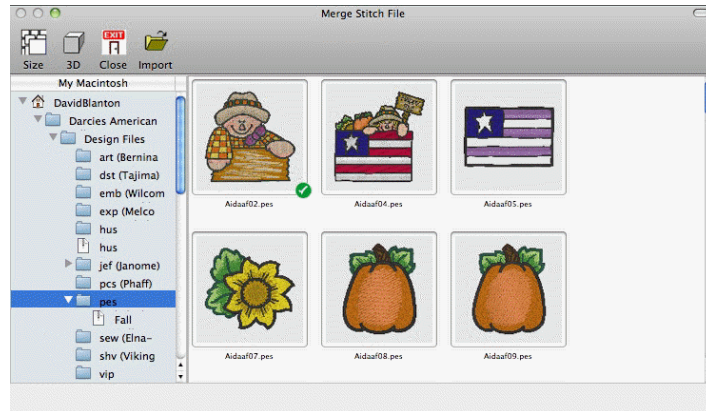 Merge Stitch File
EXIT
Size 3D Close Import
My Macintosh
DavidBlanton
Darcies American
Design Files
art (Bernina
dst (Tajima)
emb (Wilcom
exp (Melco
hus
hus
jef (Janome)
pcs (Phaff)
pes
Fall
sew (Elna-
shv (Viking
vip
Aidaaf02.pes Aidaaf04.pes Aidaaf05.pes
Aidaaf07.pes Aidaaf08.pes Aidaaf09.pes